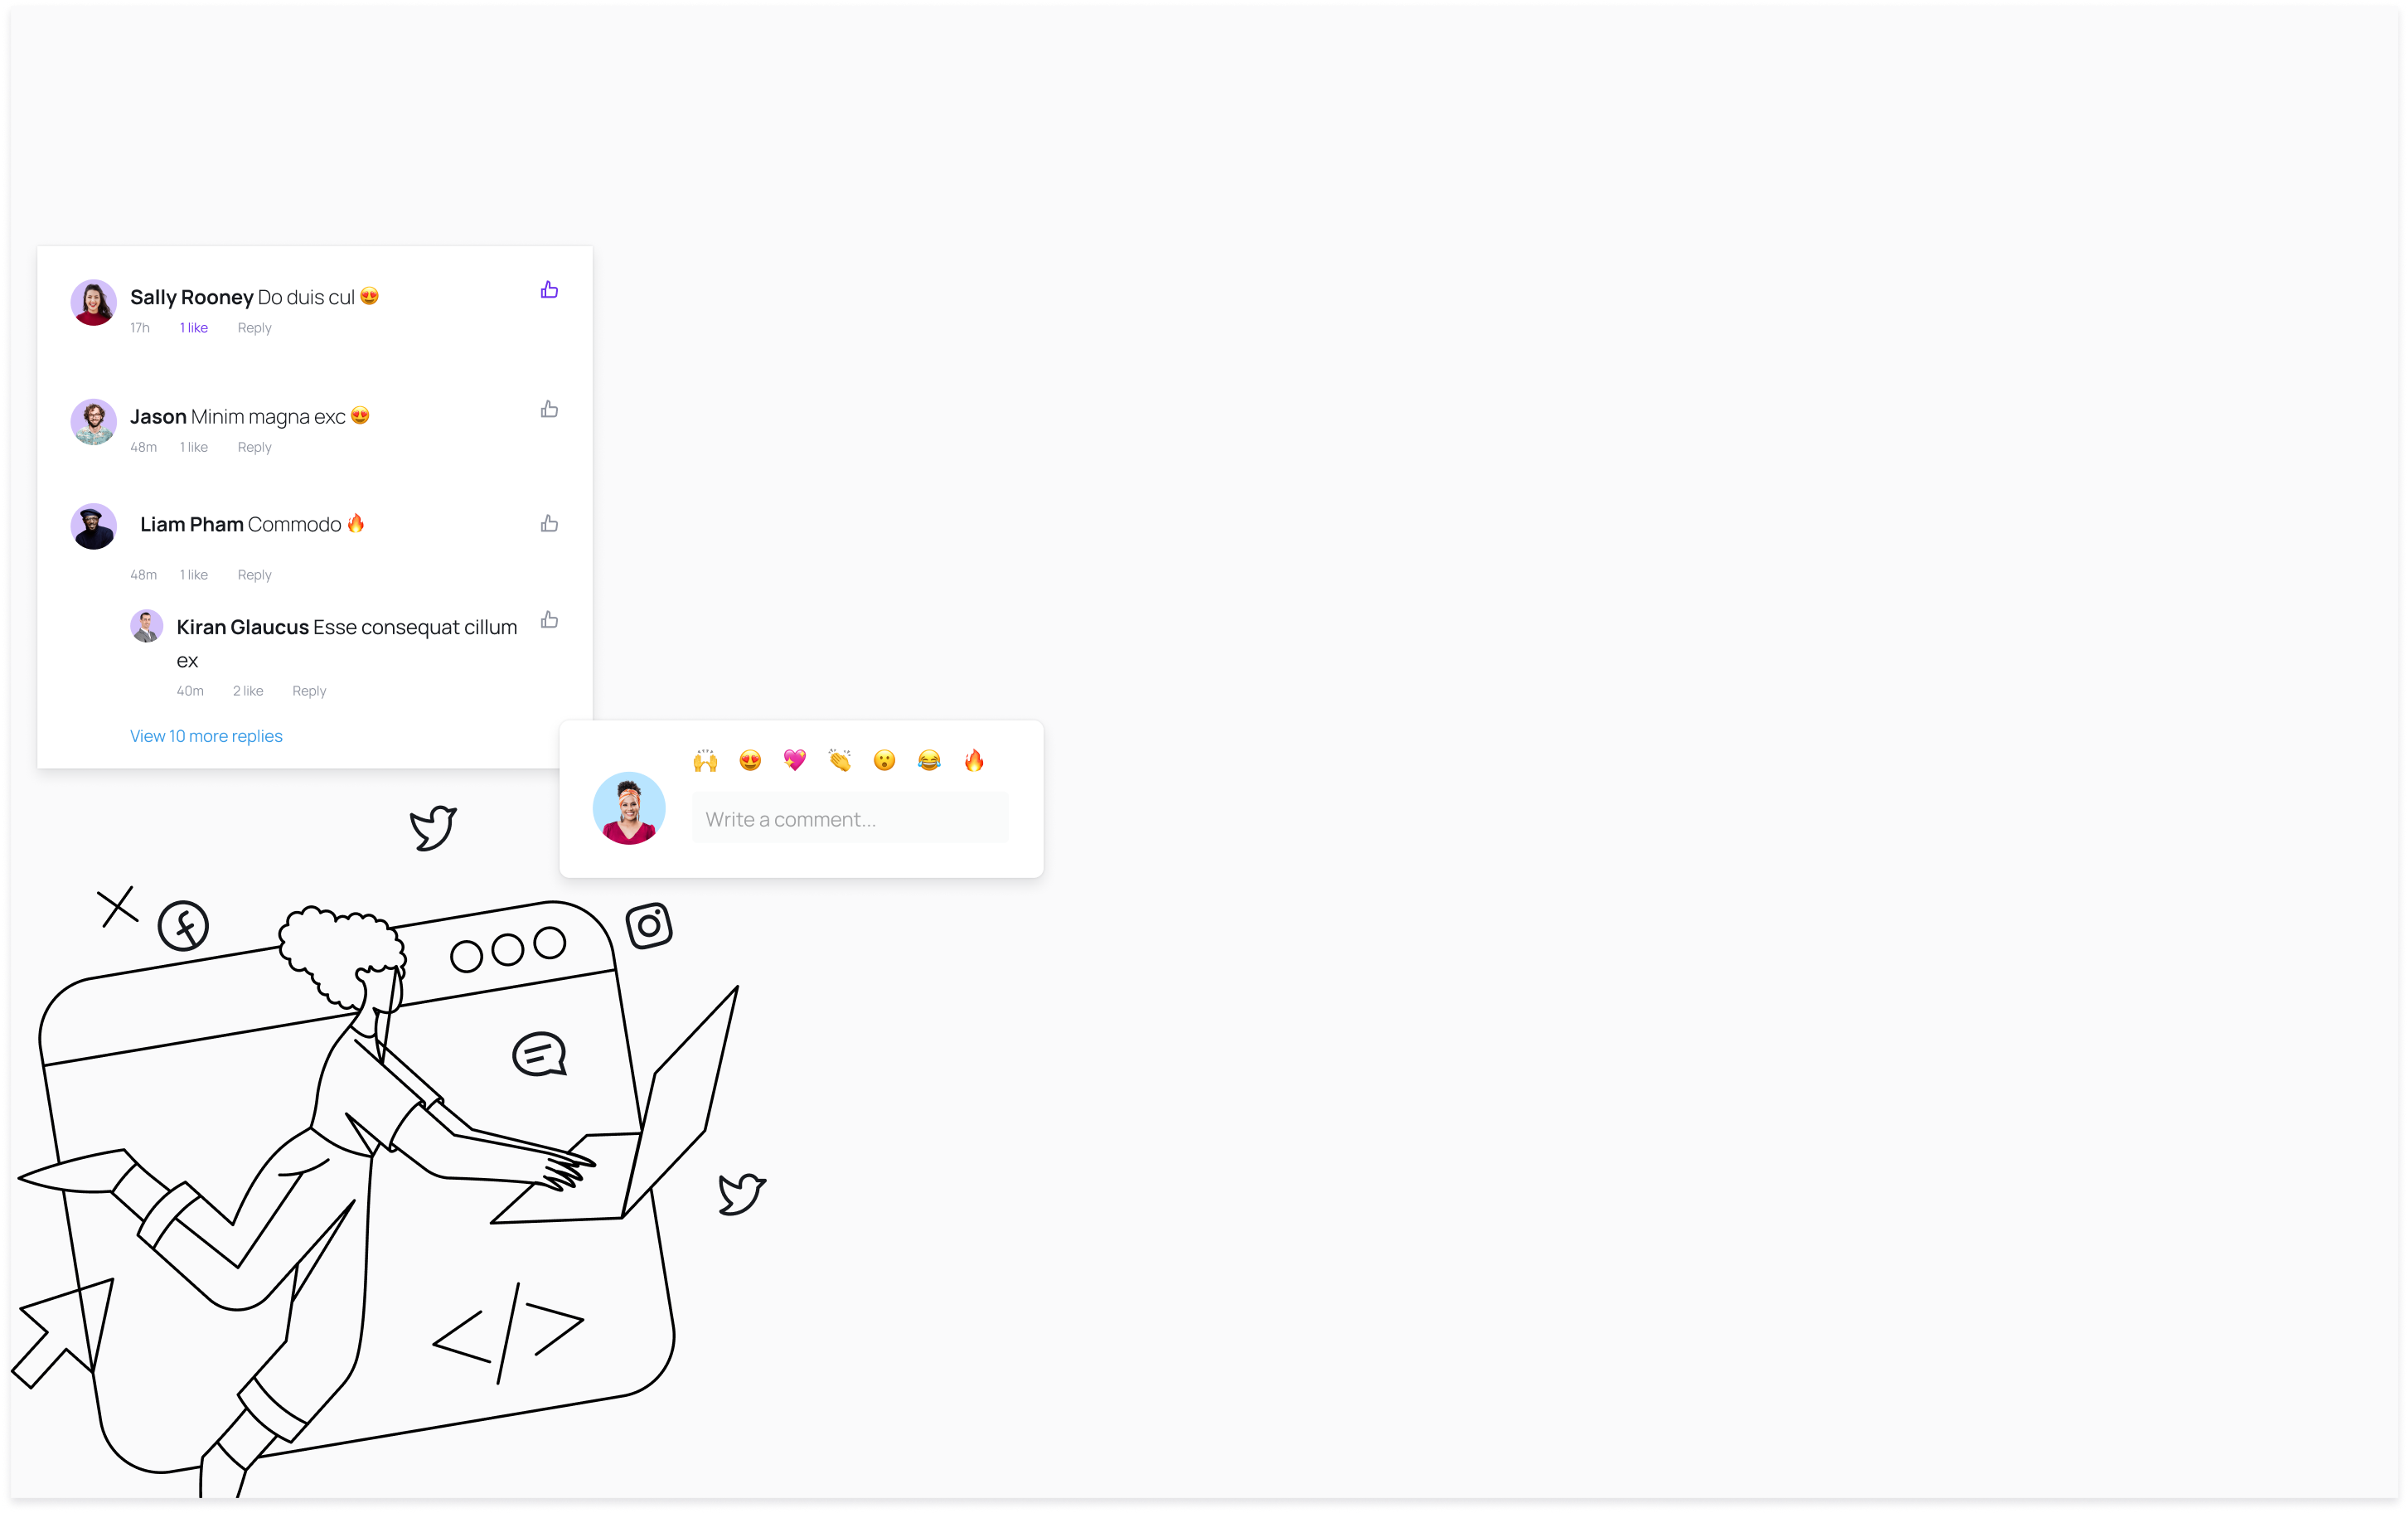 Sally Rooney Do duis cul 😍
17h 1 like Reply
Jason Minim magna exc 😍
48m 1 like Reply
Liam Pham Commodo 🔥
48m 1 like Reply
Kiran Glaucus Esse consequat cillum
ex
40m 2 like Reply
View 10 more replies
🙌 😍 💖 👏 😮 😂 🔥
Write a comment...
</>